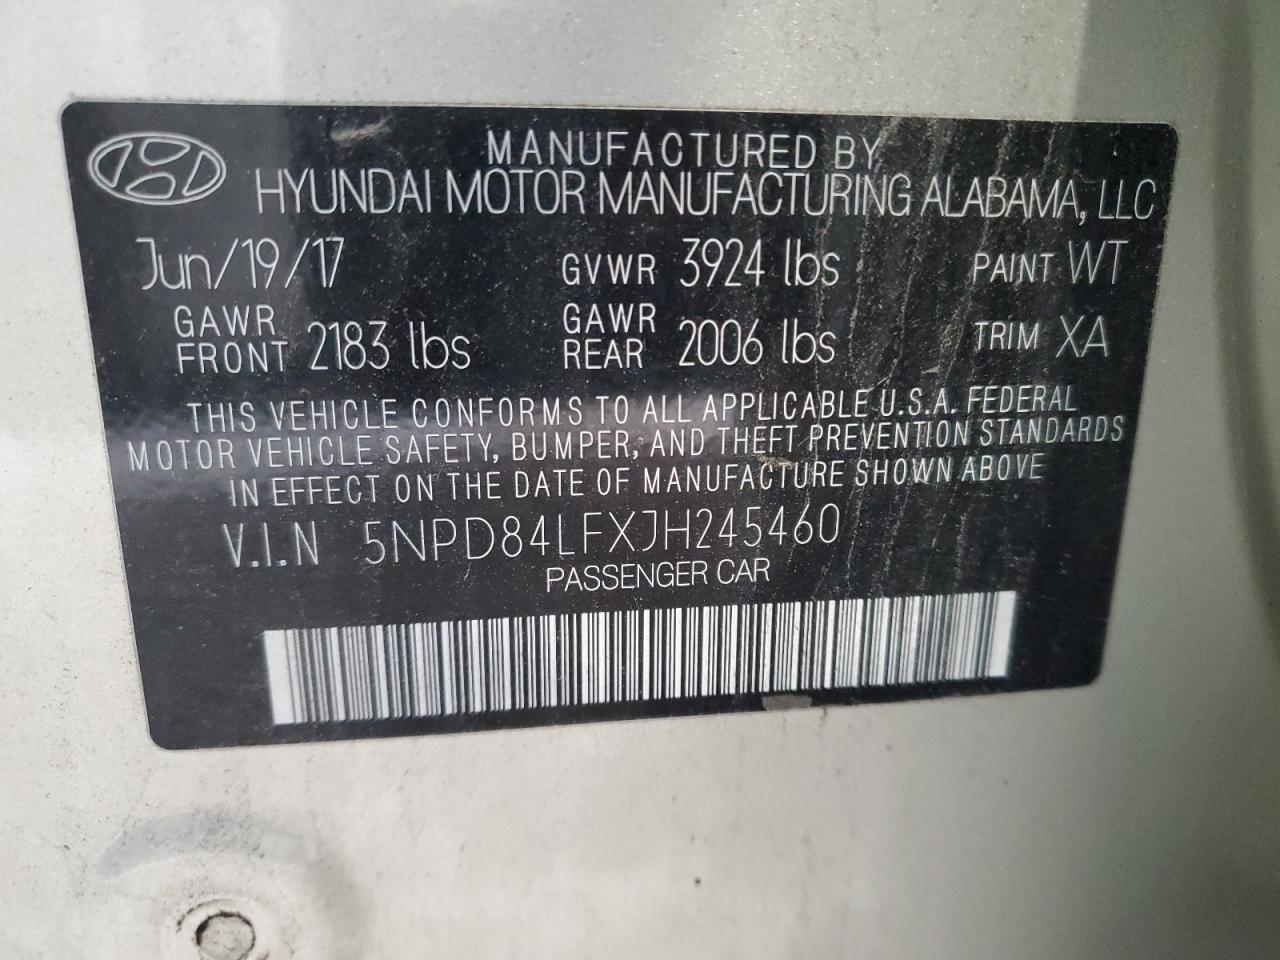 MANUFACTURED BY
HYUNDAI MOTOR MANUFACTURING ALABAMA, LLC
Jun/19/17 GVWR 3924 lbs PAINT WT
GAWR FRONT 2183 lbs GAWR REAR 2006 lbs TRIM XA
THIS VEHICLE CONFORMS TO ALL APPLICABLE U.S.A. FEDERAL
MOTOR VEHICLE SAFETY, BUMPER, AND THEFT PREVENTION STANDARDS
IN EFFECT ON THE DATE OF MANUFACTURE SHOWN ABOVE
V.I.N 5NPD84LFXJH245460
PASSENGER CAR